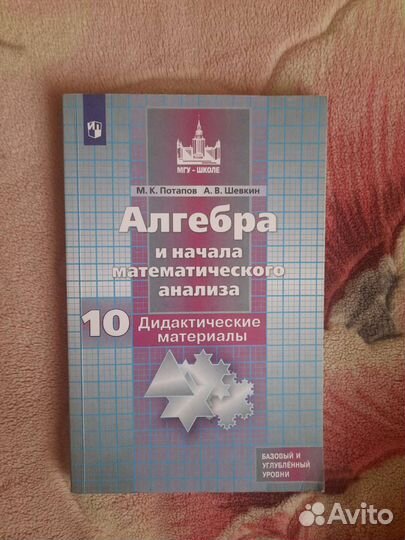 МГУ - ШКОЛЕ
М. К. Потапов А. В. Шевкин
Алгебра
и начала
математического
анализа
10 Дидактические
материалы
БАЗОВЫЙ И
УГЛУБЛЁННЫЙ
УРОВНИ
Avito